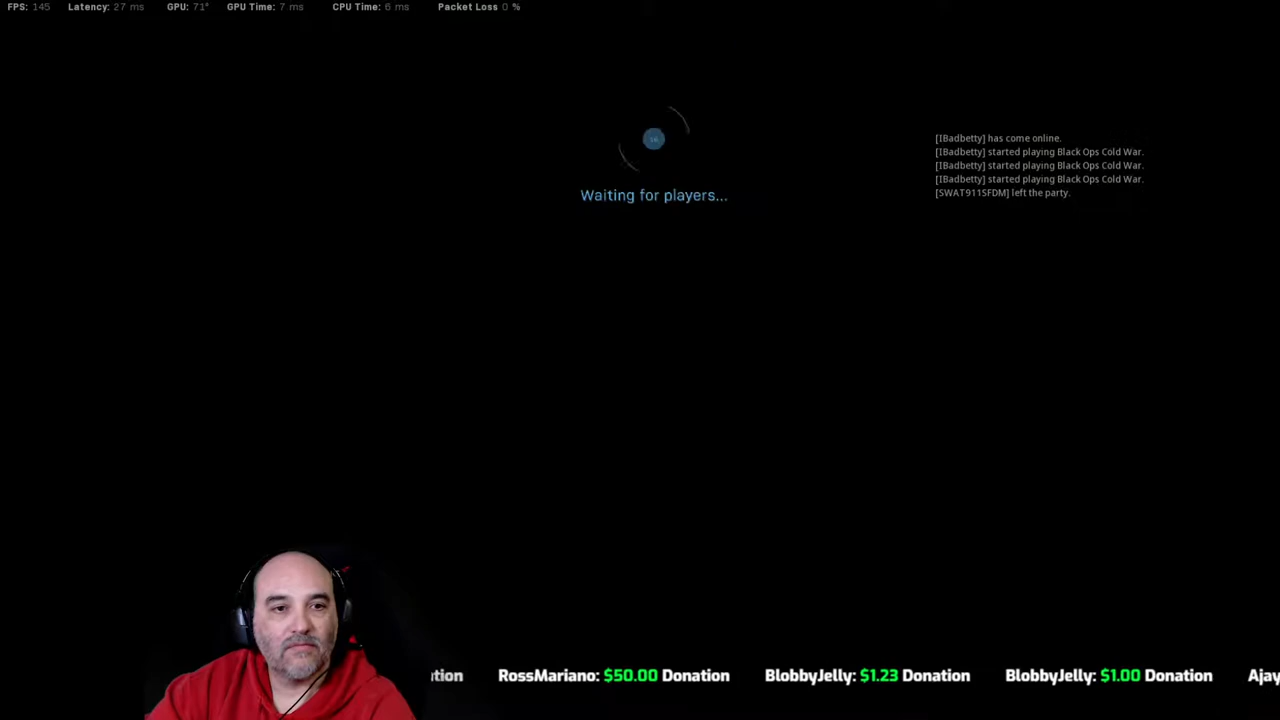 FPS: 145 Latency: 27 ms GPU: 71° GPU Time: 7 ms CPU Time: 6 ms Packet Loss 0 %
Waiting for players...
[IBadbetty] has come online.
[IBadbetty] started playing Black Ops Cold War.
[IBadbetty] started playing Black Ops Cold War.
[IBadbetty] started playing Black Ops Cold War.
[SWAT911SFDM] left the party.
tion RossMariano: $50.00 Donation BlobbyJelly: $1.23 Donation BlobbyJelly: $1.00 Donation Ajay